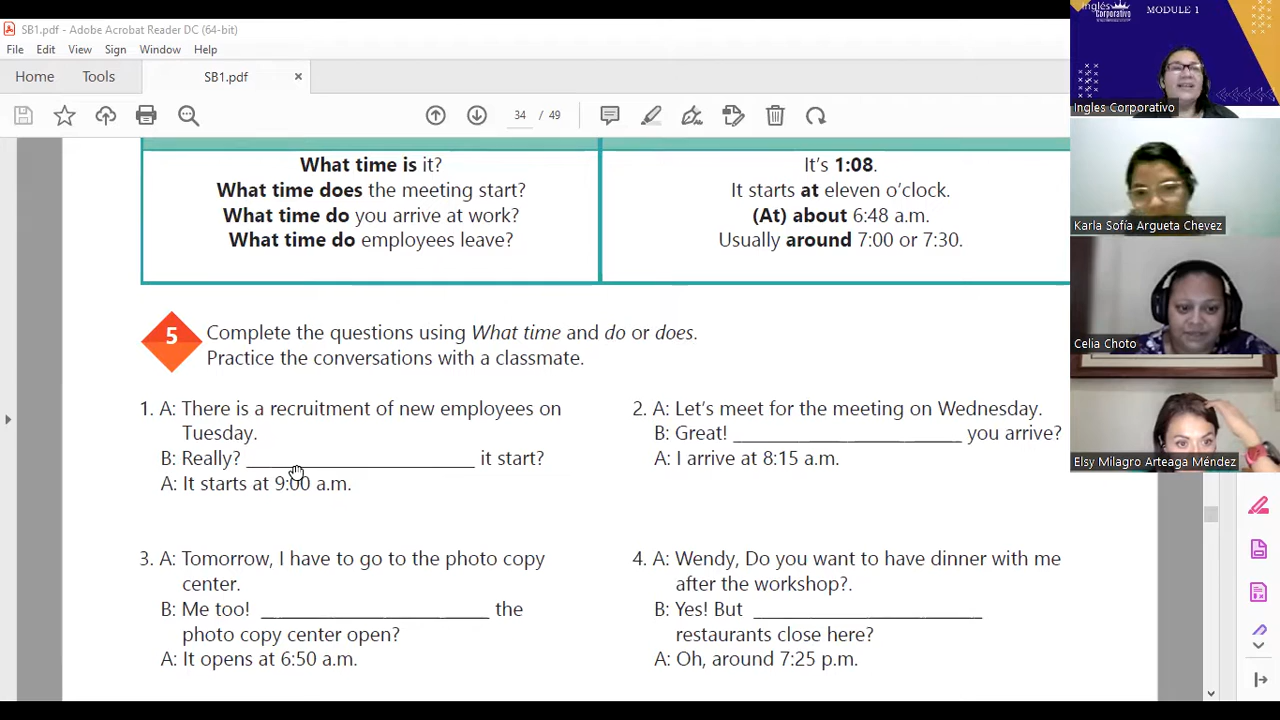 SB1.pdf - Adobe Acrobat Reader DC (64-bit)
File Edit View Sign Window Help
Home Tools SB1.pdf ×
34 / 49
What time is it?
What time does the meeting start?
What time do you arrive at work?
What time do employees leave?
It's 1:08.
It starts at eleven o'clock.
(At) about 6:48 a.m.
Usually around 7:00 or 7:30.
5
Complete the questions using What time and do or does.
Practice the conversations with a classmate.
1. A: There is a recruitment of new employees on
Tuesday.
B: Really? ____________________ it start?
A: It starts at 9:00 a.m.
2. A: Let's meet for the meeting on Wednesday.
B: Great! ____________________ you arrive?
A: I arrive at 8:15 a.m.
3. A: Tomorrow, I have to go to the photo copy
center.
B: Me too! ____________________ the
photo copy center open?
A: It opens at 6:50 a.m.
4. A: Wendy, Do you want to have dinner with me
after the workshop?.
B: Yes! But ____________________
restaurants close here?
A: Oh, around 7:25 p.m.
Inglés
Corporativo
MODULE 1
Ingles Corporativo
Karla Sofía Argueta Chevez
Celia Choto
Elsy Milagro Arteaga Méndez